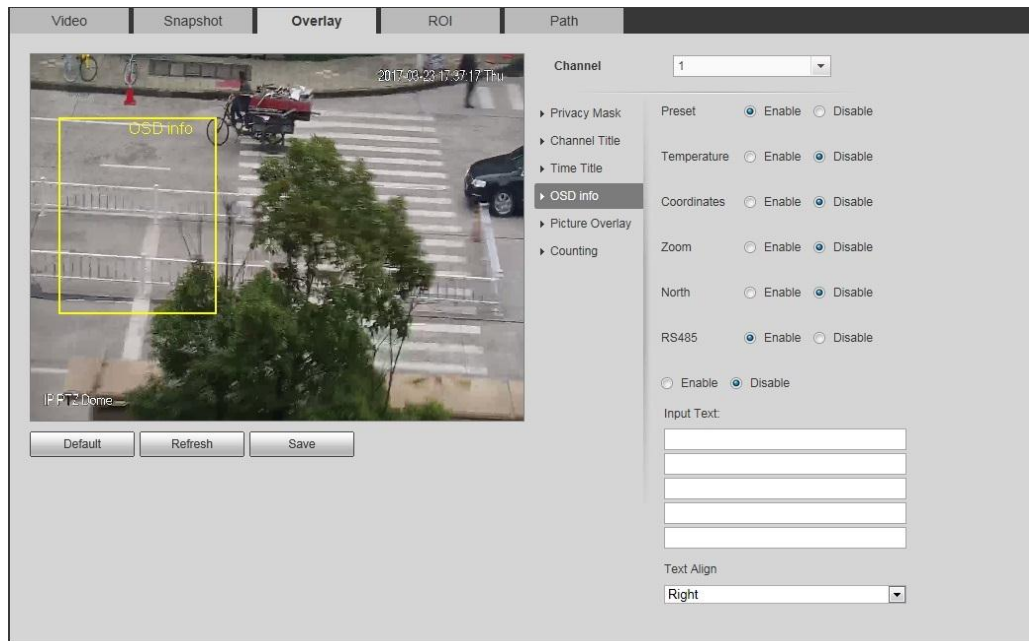 Video Snapshot Overlay ROI Path
2017-03-23 17:37:17 Thu
OSD info
IP PTZ Dome
Default Refresh Save
Channel 1
Privacy Mask
Channel Title
Time Title
OSD info
Picture Overlay
Counting
Preset Enable Disable
Temperature Enable Disable
Coordinates Enable Disable
Zoom Enable Disable
North Enable Disable
RS485 Enable Disable
Enable Disable
Input Text:
Text Align
Right